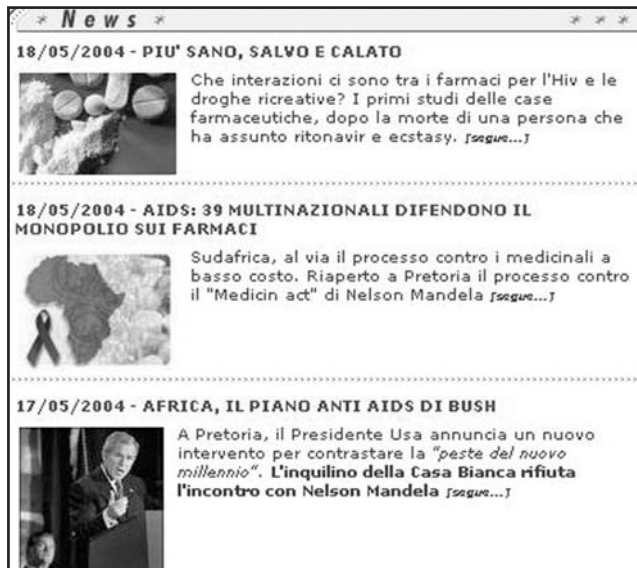 * News * * * *
18/05/2004 - PIU' SANO, SALVO E CALATO
Che interazioni ci sono tra i farmaci per l'Hiv e le
droghe ricreative? I primi studi delle case
farmaceutiche, dopo la morte di una persona che
ha assunto ritonavir e ecstasy. [segue...]
18/05/2004 - AIDS: 39 MULTINAZIONALI DIFENDONO IL
MONOPOLIO SUI FARMACI
Sudafrica, al via il processo contro i medicinali a
basso costo. Riaperto a Pretoria il processo contro
il "Medicin act" di Nelson Mandela [segue...]
17/05/2004 - AFRICA, IL PIANO ANTI AIDS DI BUSH
A Pretoria, il Presidente Usa annuncia un nuovo
intervento per contrastare la "peste del nuovo
millennio". L'inquilino della Casa Bianca rifiuta
l'incontro con Nelson Mandela [segue...]